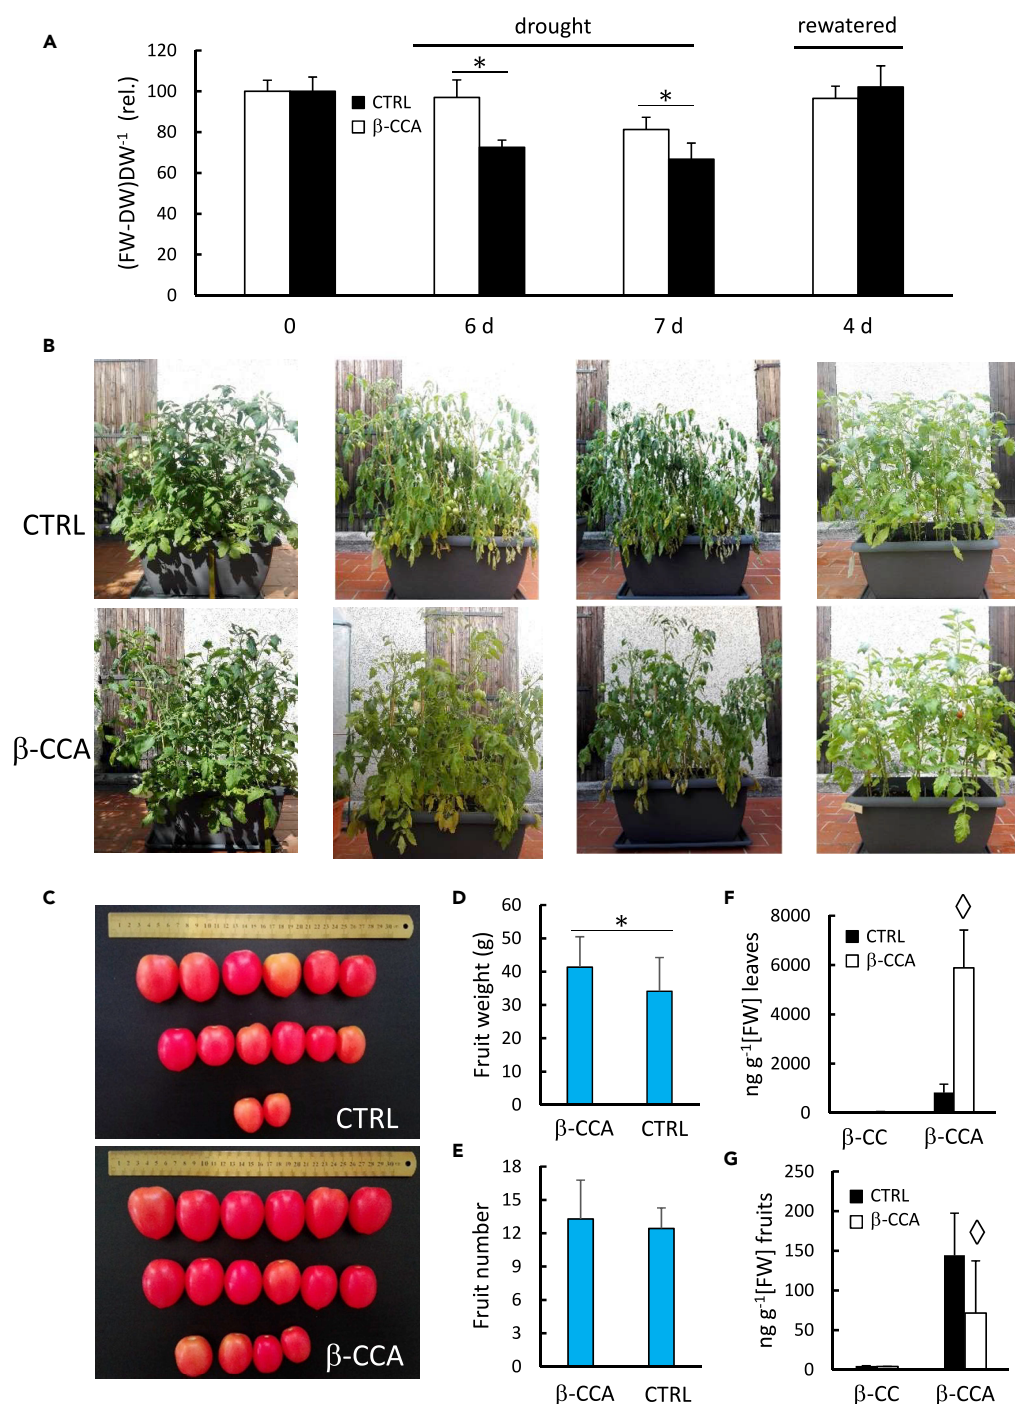 A
drought
rewatered
(FW-DW)DW⁻¹ (rel.)
120
100
80
60
40
20
0
*
*
CTRL
β-CCA
0
6 d
7 d
4 d
B
CTRL
β-CCA
C
CTRL
β-CCA
D
Fruit weight (g)
60
50
40
30
20
10
0
*
β-CCA
CTRL
E
Fruit number
18
15
12
9
6
3
0
β-CCA
CTRL
F
ng g⁻¹[FW] leaves
8000
6000
4000
2000
0
CTRL
β-CCA
β-CC
β-CCA
G
ng g⁻¹[FW] fruits
250
200
150
100
50
0
CTRL
β-CCA
β-CC
β-CCA